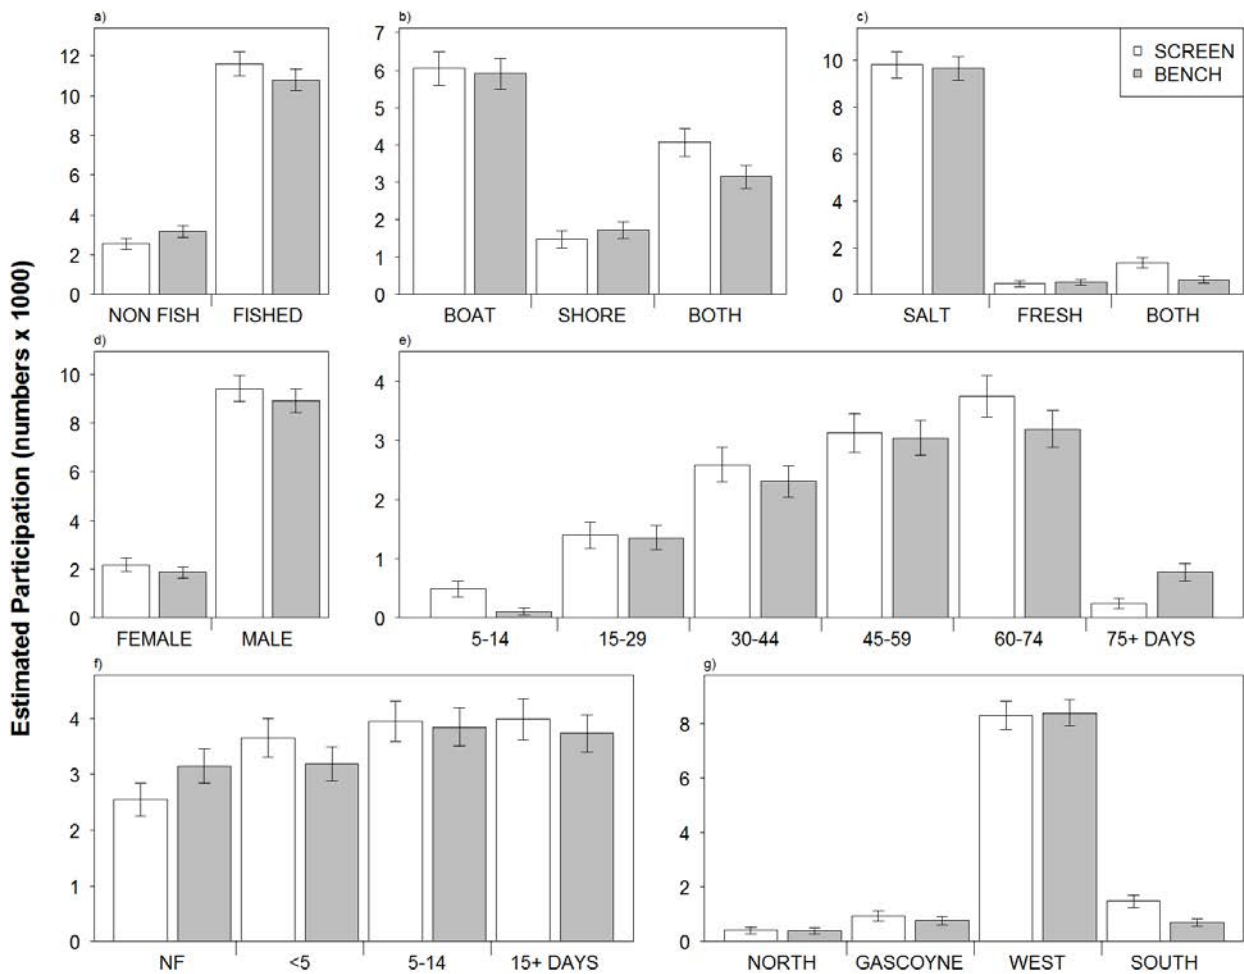 a)
12
10
8
6
4
2
0
NON FISH
FISHED
b)
7
6
5
4
3
2
1
0
BOAT
SHORE
BOTH
c)
10
8
6
4
2
0
SALT
FRESH
BOTH
SCREEN
BENCH
Estimated Participation (numbers x 1000)
d)
10
8
6
4
2
0
FEMALE
MALE
e)
4
3
2
1
0
5-14
15-29
30-44
45-59
60-74
75+ DAYS
f)
4
3
2
1
0
NF
<5
5-14
15+ DAYS
g)
8
6
4
2
0
NORTH
GASCOYNE
WEST
SOUTH